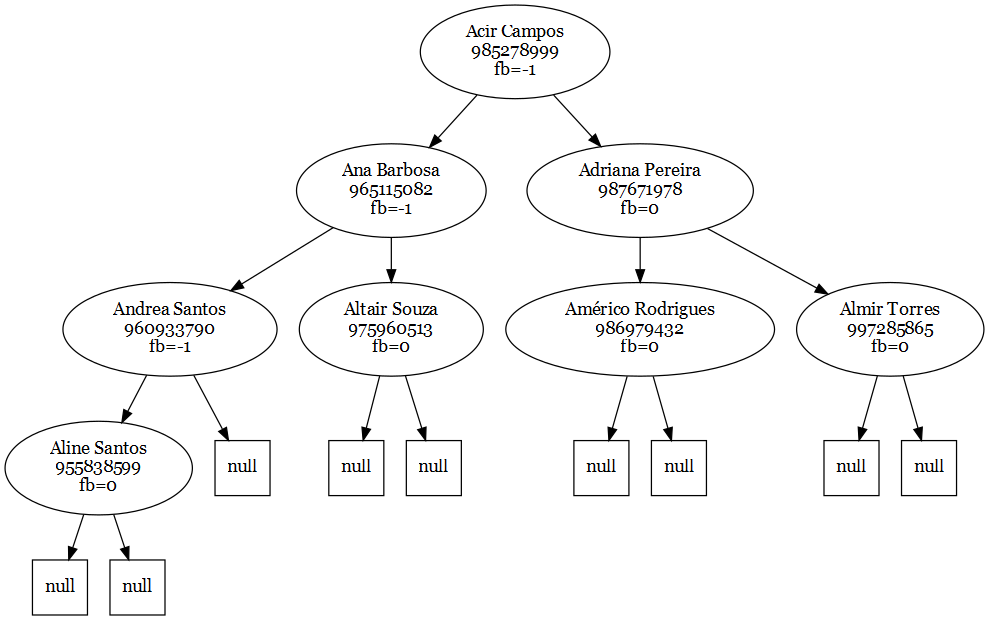 Acir Campos
985278999
fb=-1
Ana Barbosa
965115082
fb=-1
Adriana Pereira
987671978
fb=0
Andrea Santos
960933790
fb=-1
Altair Souza
975960513
fb=0
Américo Rodrigues
986979432
fb=0
Almir Torres
997285865
fb=0
Aline Santos
955838599
fb=0
null
null
null
null
null
null
null
null
null